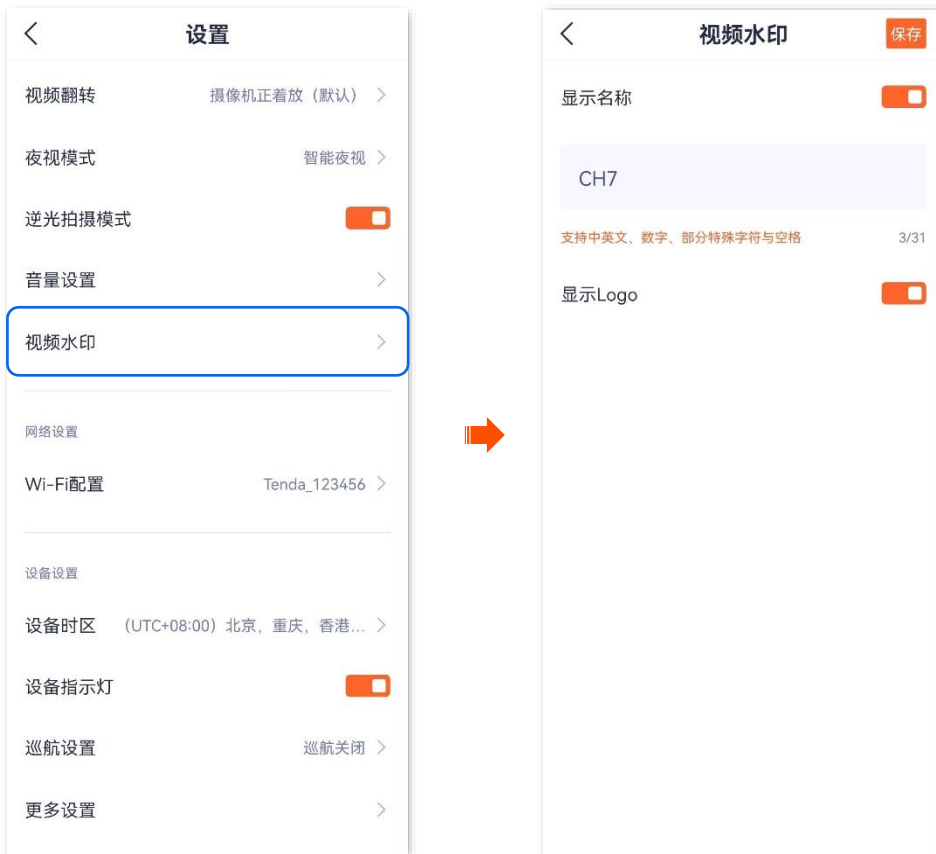 设置
视频翻转 摄像机正着放（默认）
夜视模式 智能夜视
逆光拍摄模式
音量设置
视频水印
网络设置
Wi-Fi配置 Tenda_123456
设备设置
设备时区 （UTC+08:00）北京，重庆，香港...
设备指示灯
巡航设置 巡航关闭
更多设置
视频水印 保存
显示名称
CH7
支持中英文、数字、部分特殊字符与空格 3/31
显示Logo